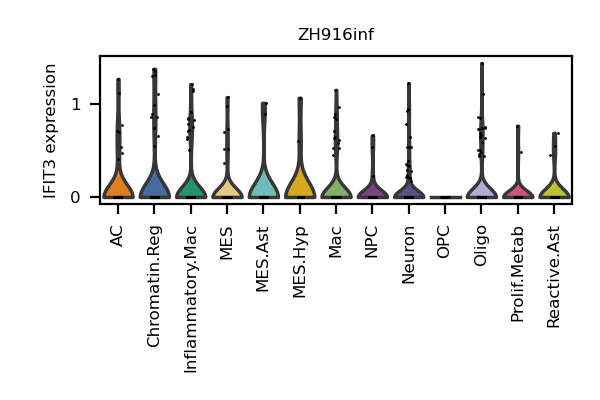 ZH916inf
IFIT3 expression
1
0
AC
Chromatin.Reg
Inflammatory.Mac
MES
MES.Ast
MES.Hyp
Mac
NPC
Neuron
OPC
Oligo
Prolif.Metab
Reactive.Ast